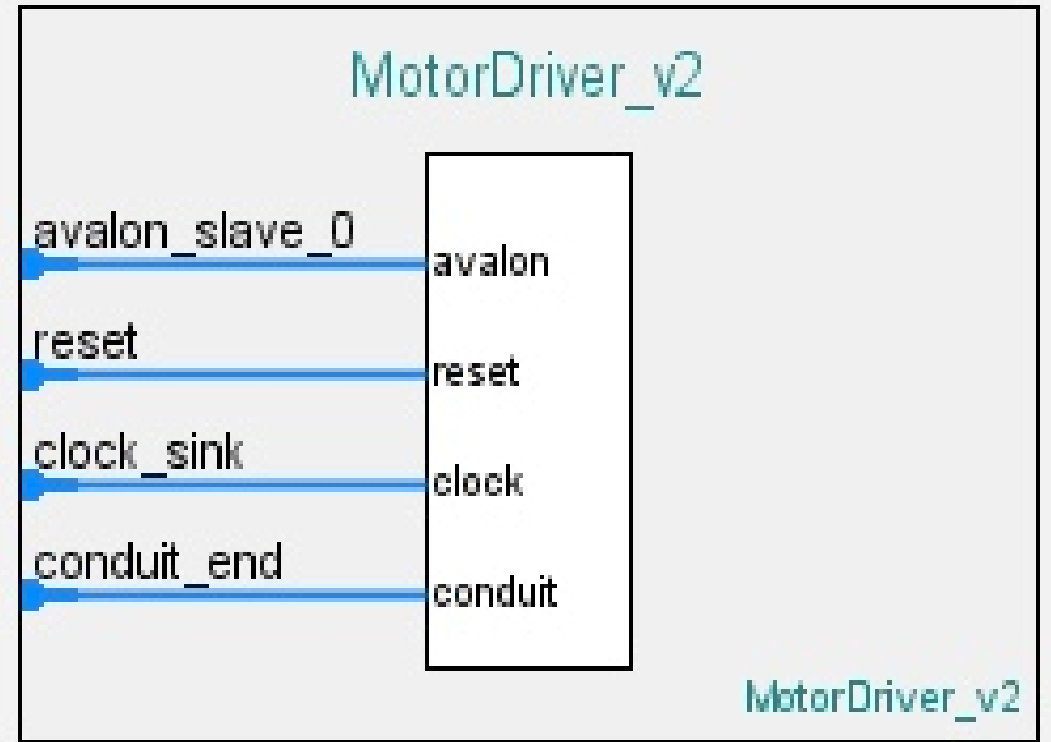 MotorDriver_v2
avalon_slave_0
avalon
reset
reset
clock_sink
clock
conduit_end
conduit
MotorDriver_v2